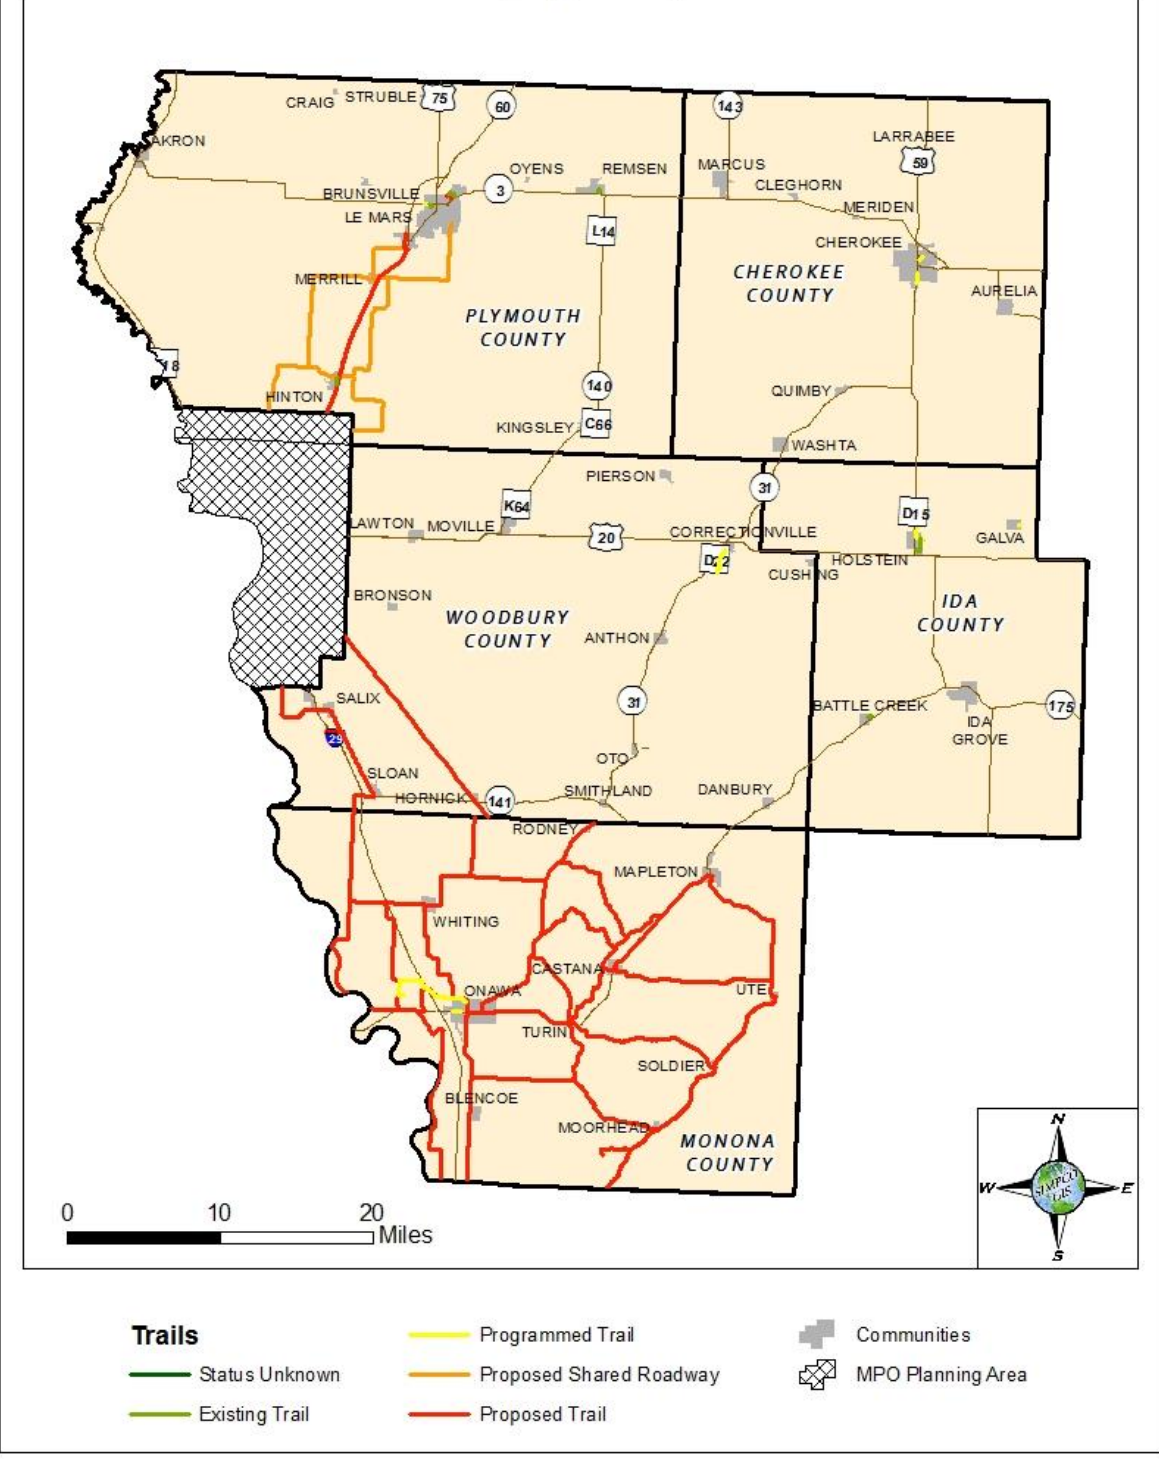 CRAIG
STRUBLE
75
60
143
AKRON
LARRABEE
59
OYENS
REMSEN
MARCUS
CLEGHORN
BRUNSVILLE
3
LE MARS
MERIDEN
L14
CHEROKEE
MERRILL
CHEROKEE
COUNTY
AURELIA
PLYMOUTH
COUNTY
18
140
HINTON
QUIMBY
KINGSLEY
C66
WASHTA
PIERSON
31
K64
D15
LAWTON
MOVILLE
20
CORRECTIONVILLE
GALVA
D22
HOLSTEIN
CUSHING
BRONSON
WOODBURY
COUNTY
IDA
COUNTY
ANTHON
SALIX
31
BATTLE CREEK
175
IDA
GROVE
29
OTO
SLOAN
HORNICK
141
SMITHLAND
DANBURY
RODNEY
MAPLETON
WHITING
CASTANA
ONAWA
UTE
TURIN
SOLDIER
BLENCOE
MOORHEAD
MONONA
COUNTY
N
W
E
S
SIMPCO
GIS
0
10
20
Miles
Trails
Status Unknown
Existing Trail
Programmed Trail
Proposed Shared Roadway
Proposed Trail
Communities
MPO Planning Area